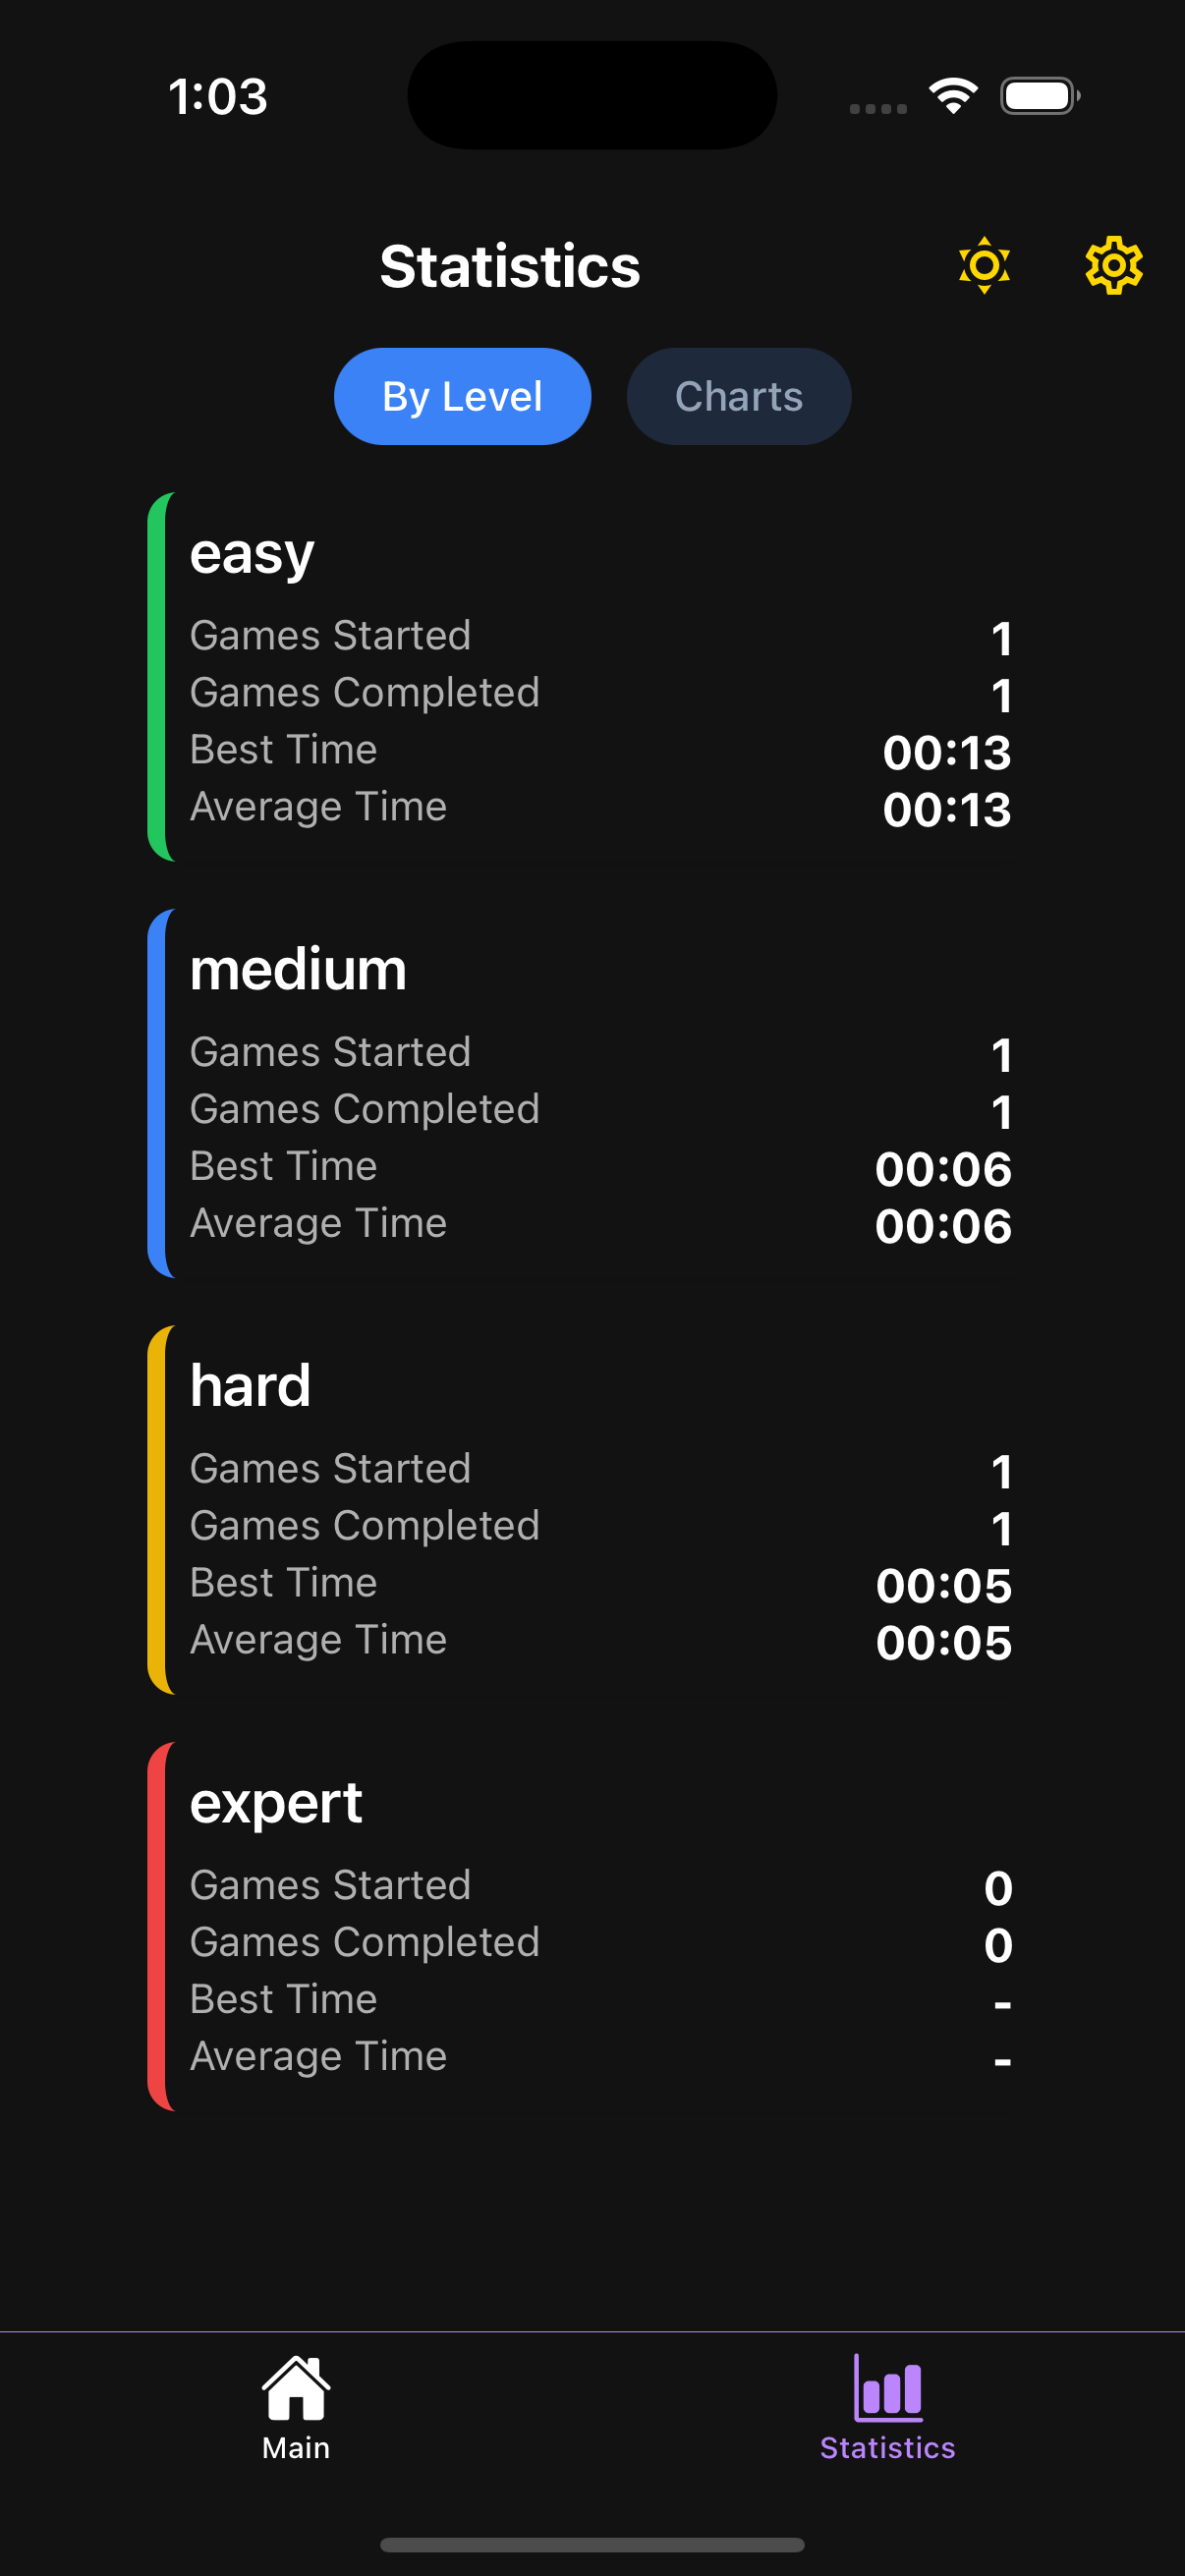 1:03
Statistics
By Level Charts
easy
Games Started 1
Games Completed 1
Best Time 00:13
Average Time 00:13
medium
Games Started 1
Games Completed 1
Best Time 00:06
Average Time 00:06
hard
Games Started 1
Games Completed 1
Best Time 00:05
Average Time 00:05
expert
Games Started 0
Games Completed 0
Best Time -
Average Time -
Main Statistics